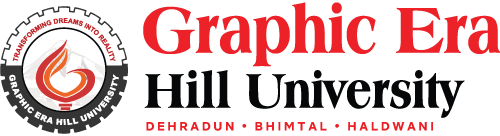 TRANSFORMING DREAMS INTO REALITY
GRAPHIC ERA HILL UNIVERSITY
Graphic Era
Hill University
DEHRADUN • BHIMTAL • HALDWANI